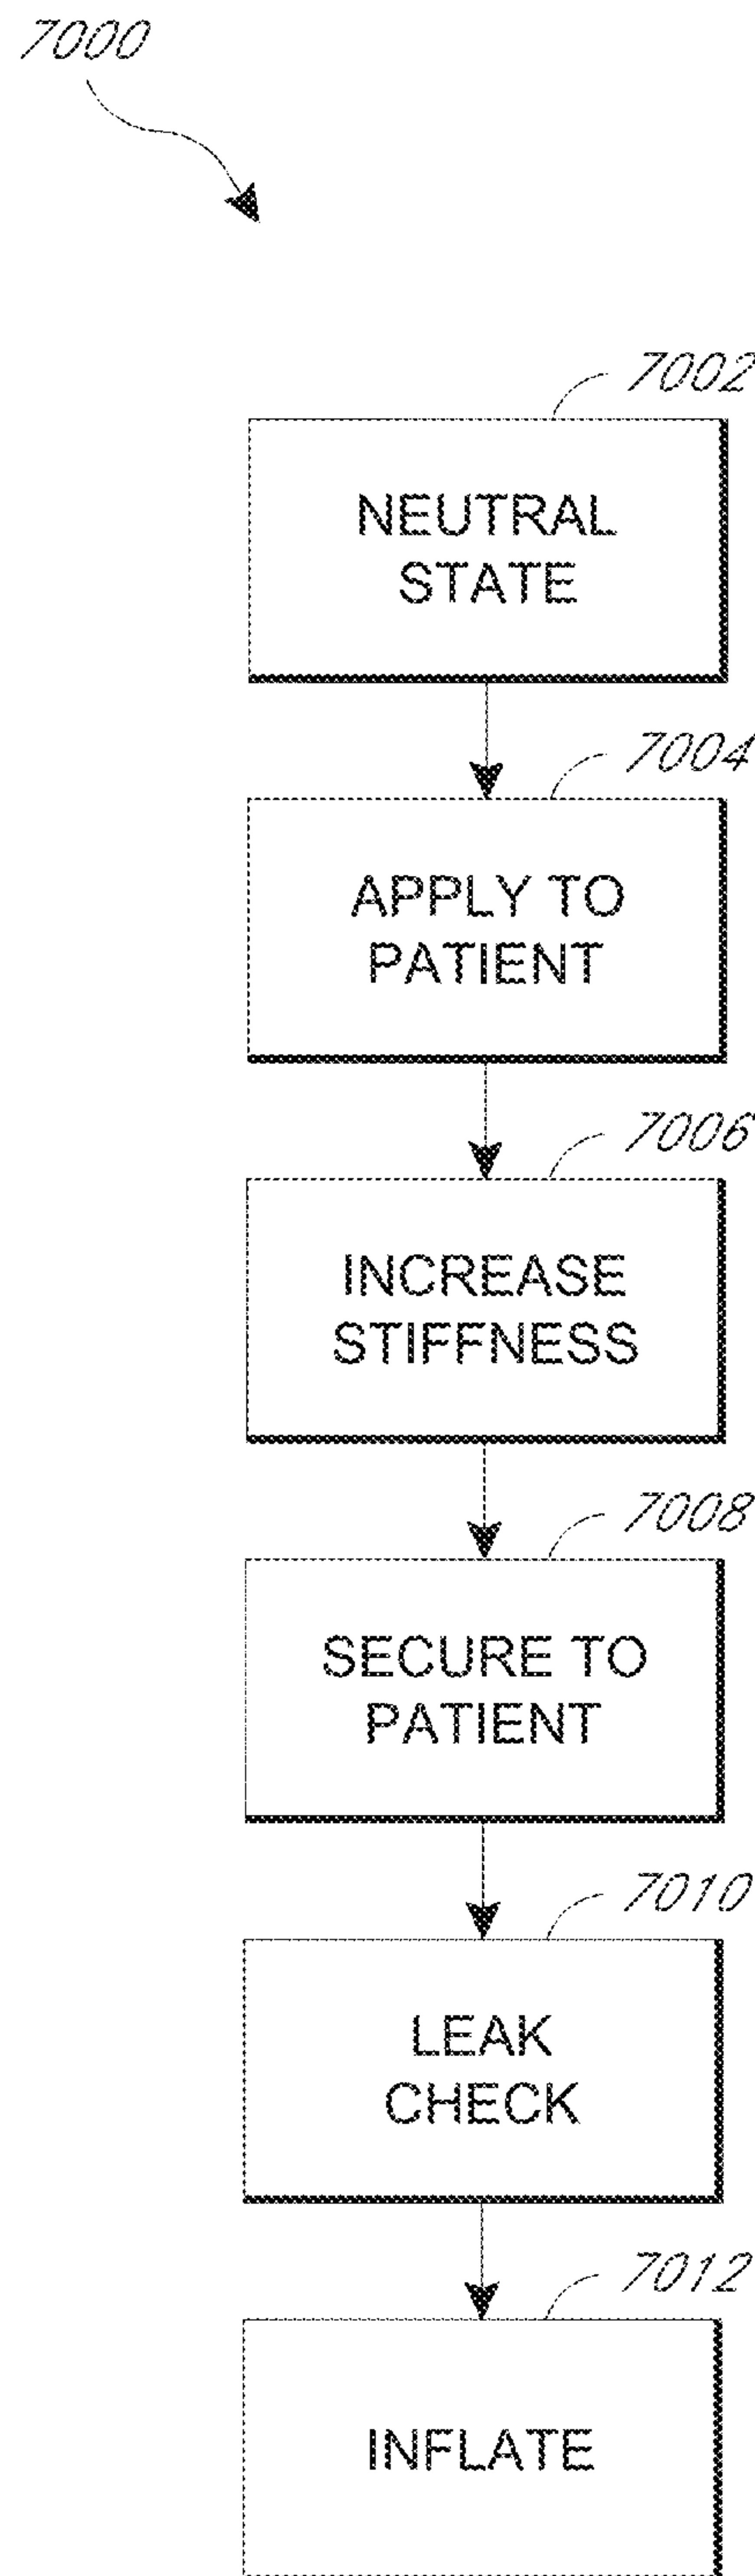 7000
7002
NEUTRAL
STATE
7004
APPLY TO
PATIENT
7006
INCREASE
STIFFNESS
7008
SECURE TO
PATIENT
7010
LEAK
CHECK
7012
INFLATE